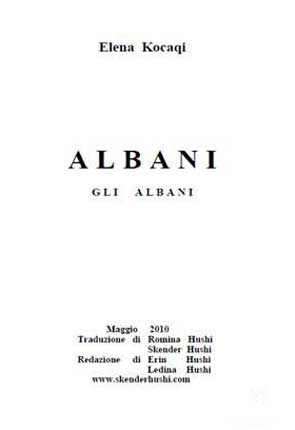 Elena Kocaqi
ALBANI
GLI ALBANI
Maggio 2010
Traduzione di Romina Hushi
Skender Hushi
Redazione di Erin Hushi
Ledina Hushi
www.skenderhushi.com